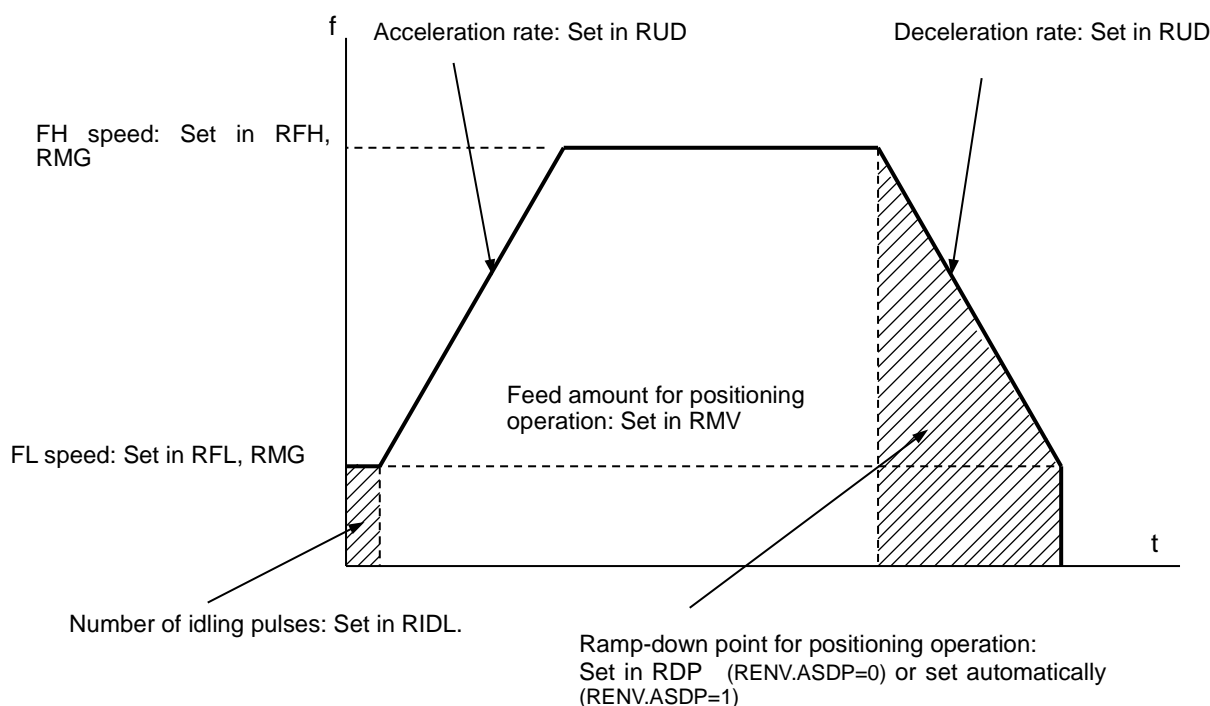 f
Acceleration rate: Set in RUD
Deceleration rate: Set in RUD
FH speed: Set in RFH,
RMG
Feed amount for positioning
operation: Set in RMV
FL speed: Set in RFL, RMG
t
Number of idling pulses: Set in RIDL.
Ramp-down point for positioning operation:
Set in RDP (RENV.ASDP=0) or set automatically
(RENV.ASDP=1)